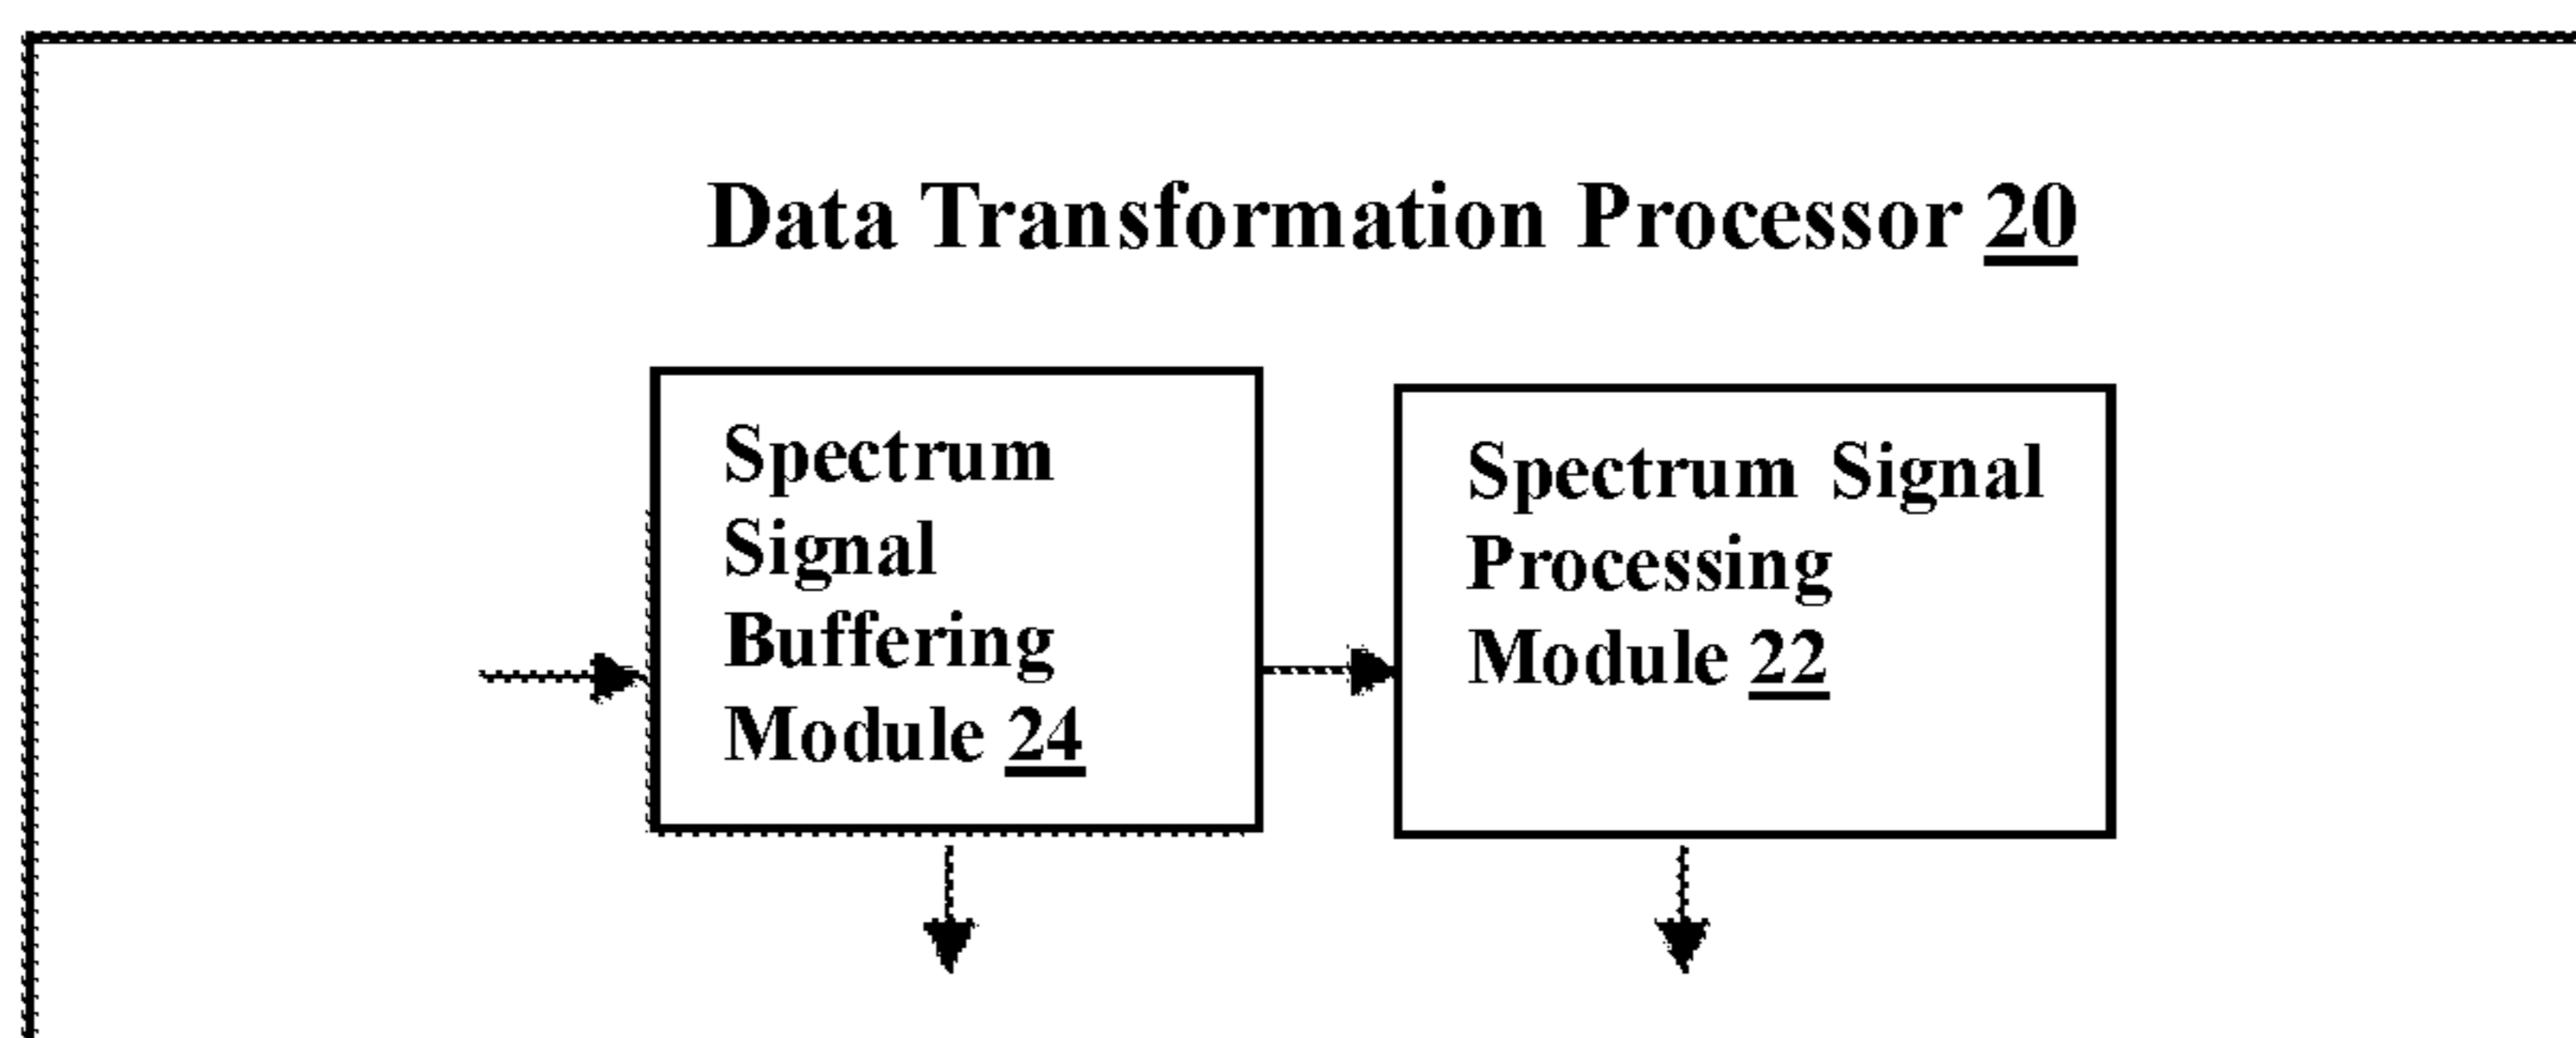 Data Transformation Processor 20
Spectrum
Signal
Buffering
Module 24
Spectrum Signal
Processing
Module 22